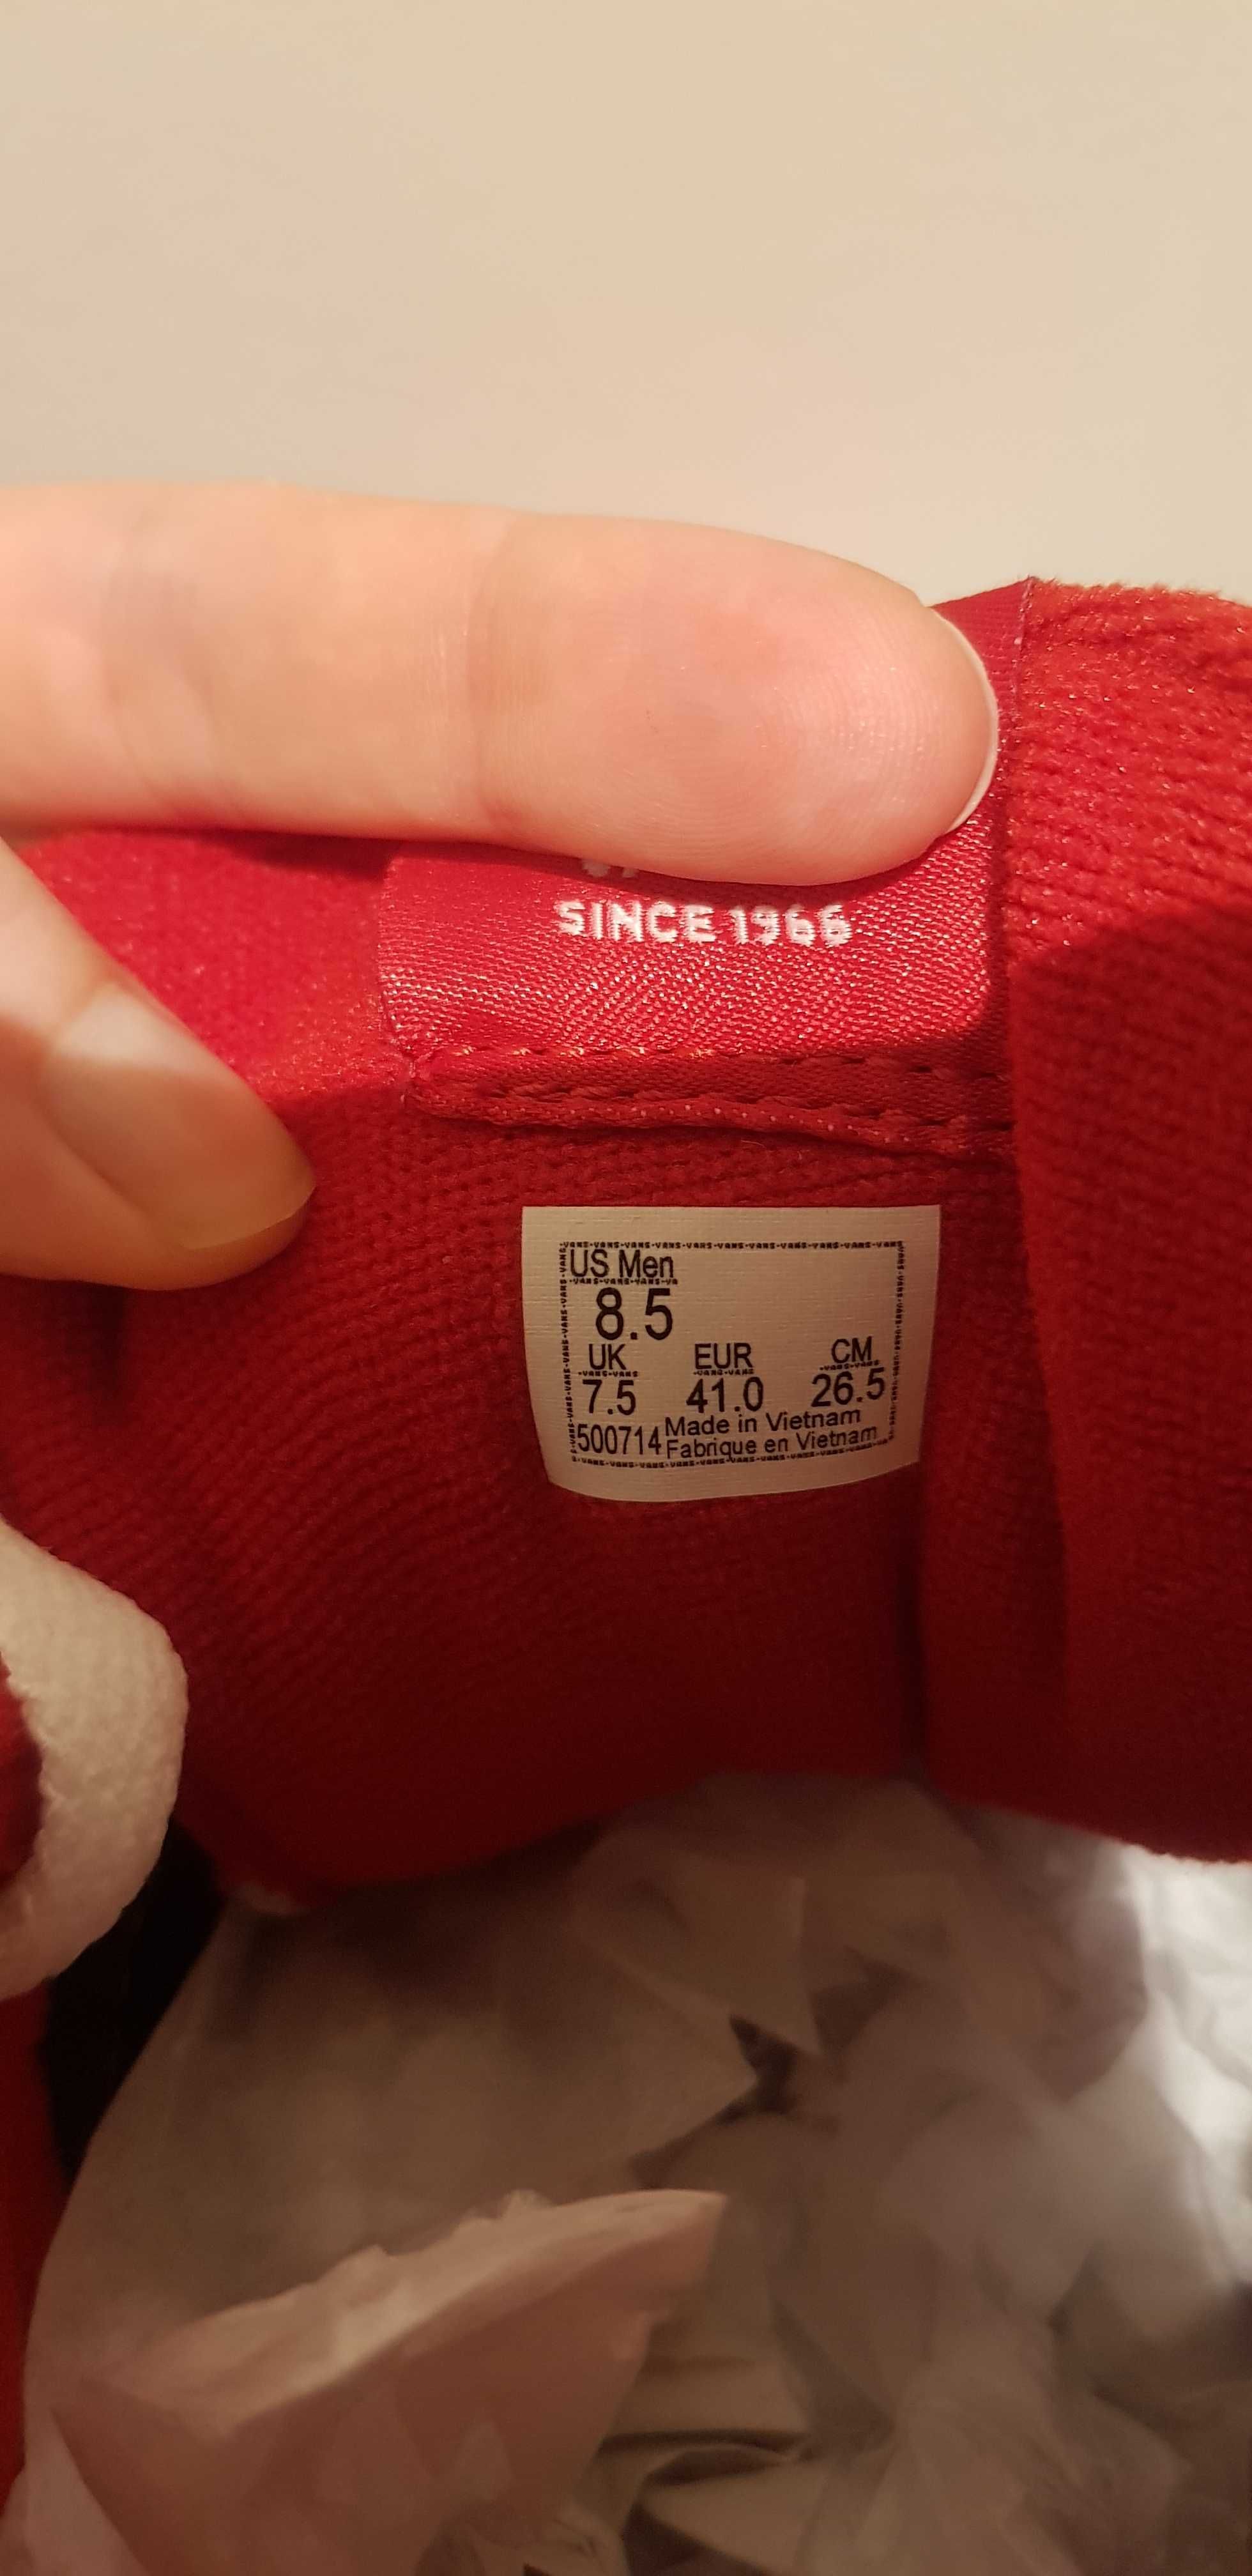 SINCE 1966
US Men
8.5
UK EUR CM
7.5 41.0 26.5
500714 Made in Vietnam
Fabrique en Vietnam